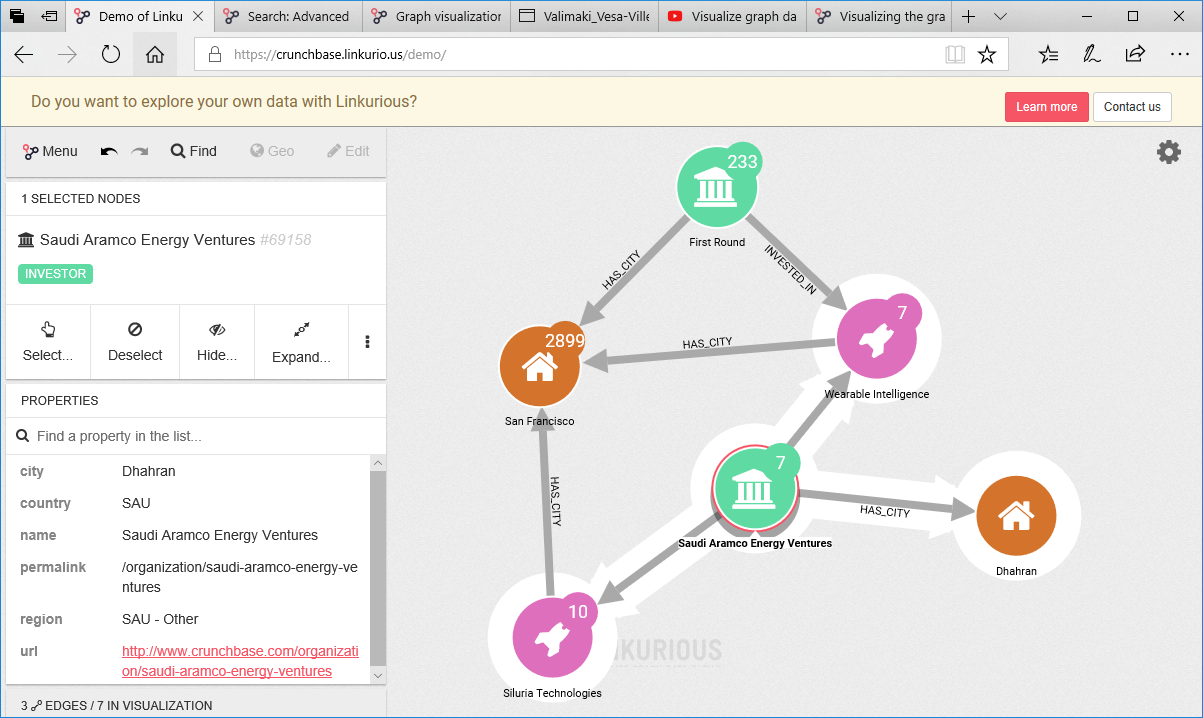 Demo of Linku
Search: Advanced
Graph visualization
Valimaki_Vesa-Ville
Visualize graph da
Visualizing the gra
https://crunchbase.linkurio.us/demo/
Do you want to explore your own data with Linkurious?
Learn more
Contact us
Menu
Find
Geo
Edit
1 SELECTED NODES
Saudi Aramco Energy Ventures #69158
INVESTOR
Select...
Deselect
Hide...
Expand...
PROPERTIES
Find a property in the list...
city Dhahran
country SAU
name Saudi Aramco Energy Ventures
permalink /organization/saudi-aramco-energy-ve
ntures
region SAU - Other
url http://www.crunchbase.com/organizati
on/saudi-aramco-energy-ventures
3 EDGES / 7 IN VISUALIZATION
233
First Round
HAS_CITY
INVESTED_IN
7
Wearable Intelligence
HAS_CITY
2899
San Francisco
HAS_CITY
7
Saudi Aramco Energy Ventures
HAS_CITY
Dhahran
10
Siluria Technologies